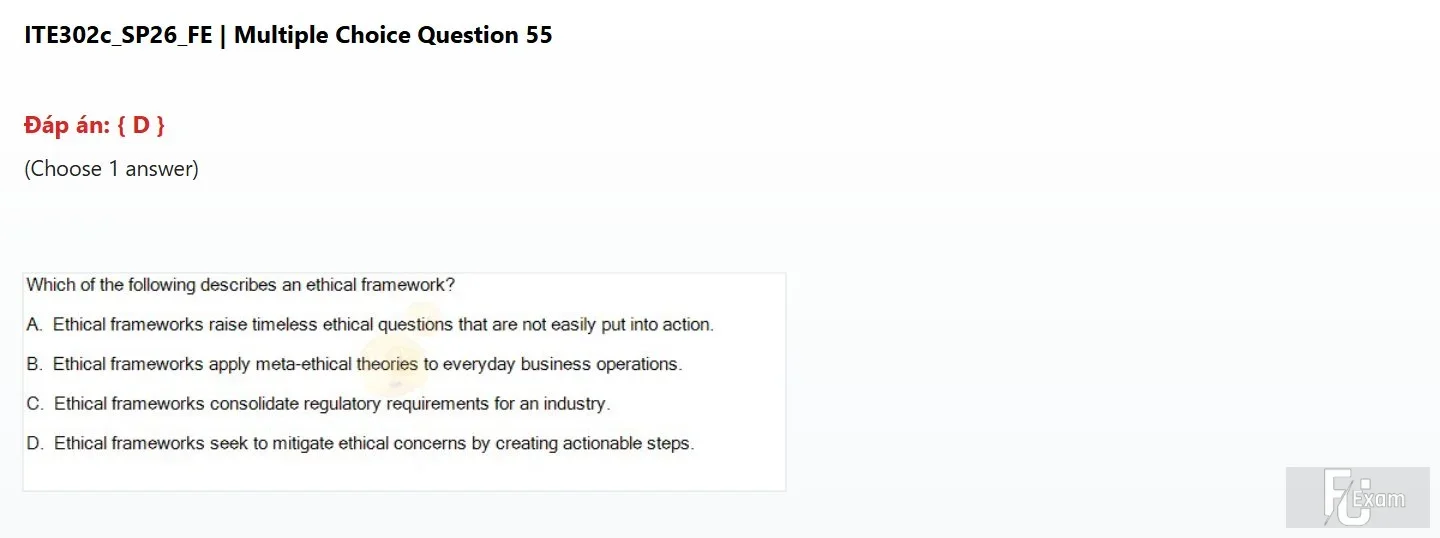 ITE302c_SP26_FE | Multiple Choice Question 55
Đáp án: { D }
(Choose 1 answer)
Which of the following describes an ethical framework?
A. Ethical frameworks raise timeless ethical questions that are not easily put into action.
B. Ethical frameworks apply meta-ethical theories to everyday business operations.
C. Ethical frameworks consolidate regulatory requirements for an industry.
D. Ethical frameworks seek to mitigate ethical concerns by creating actionable steps.
FU Exam